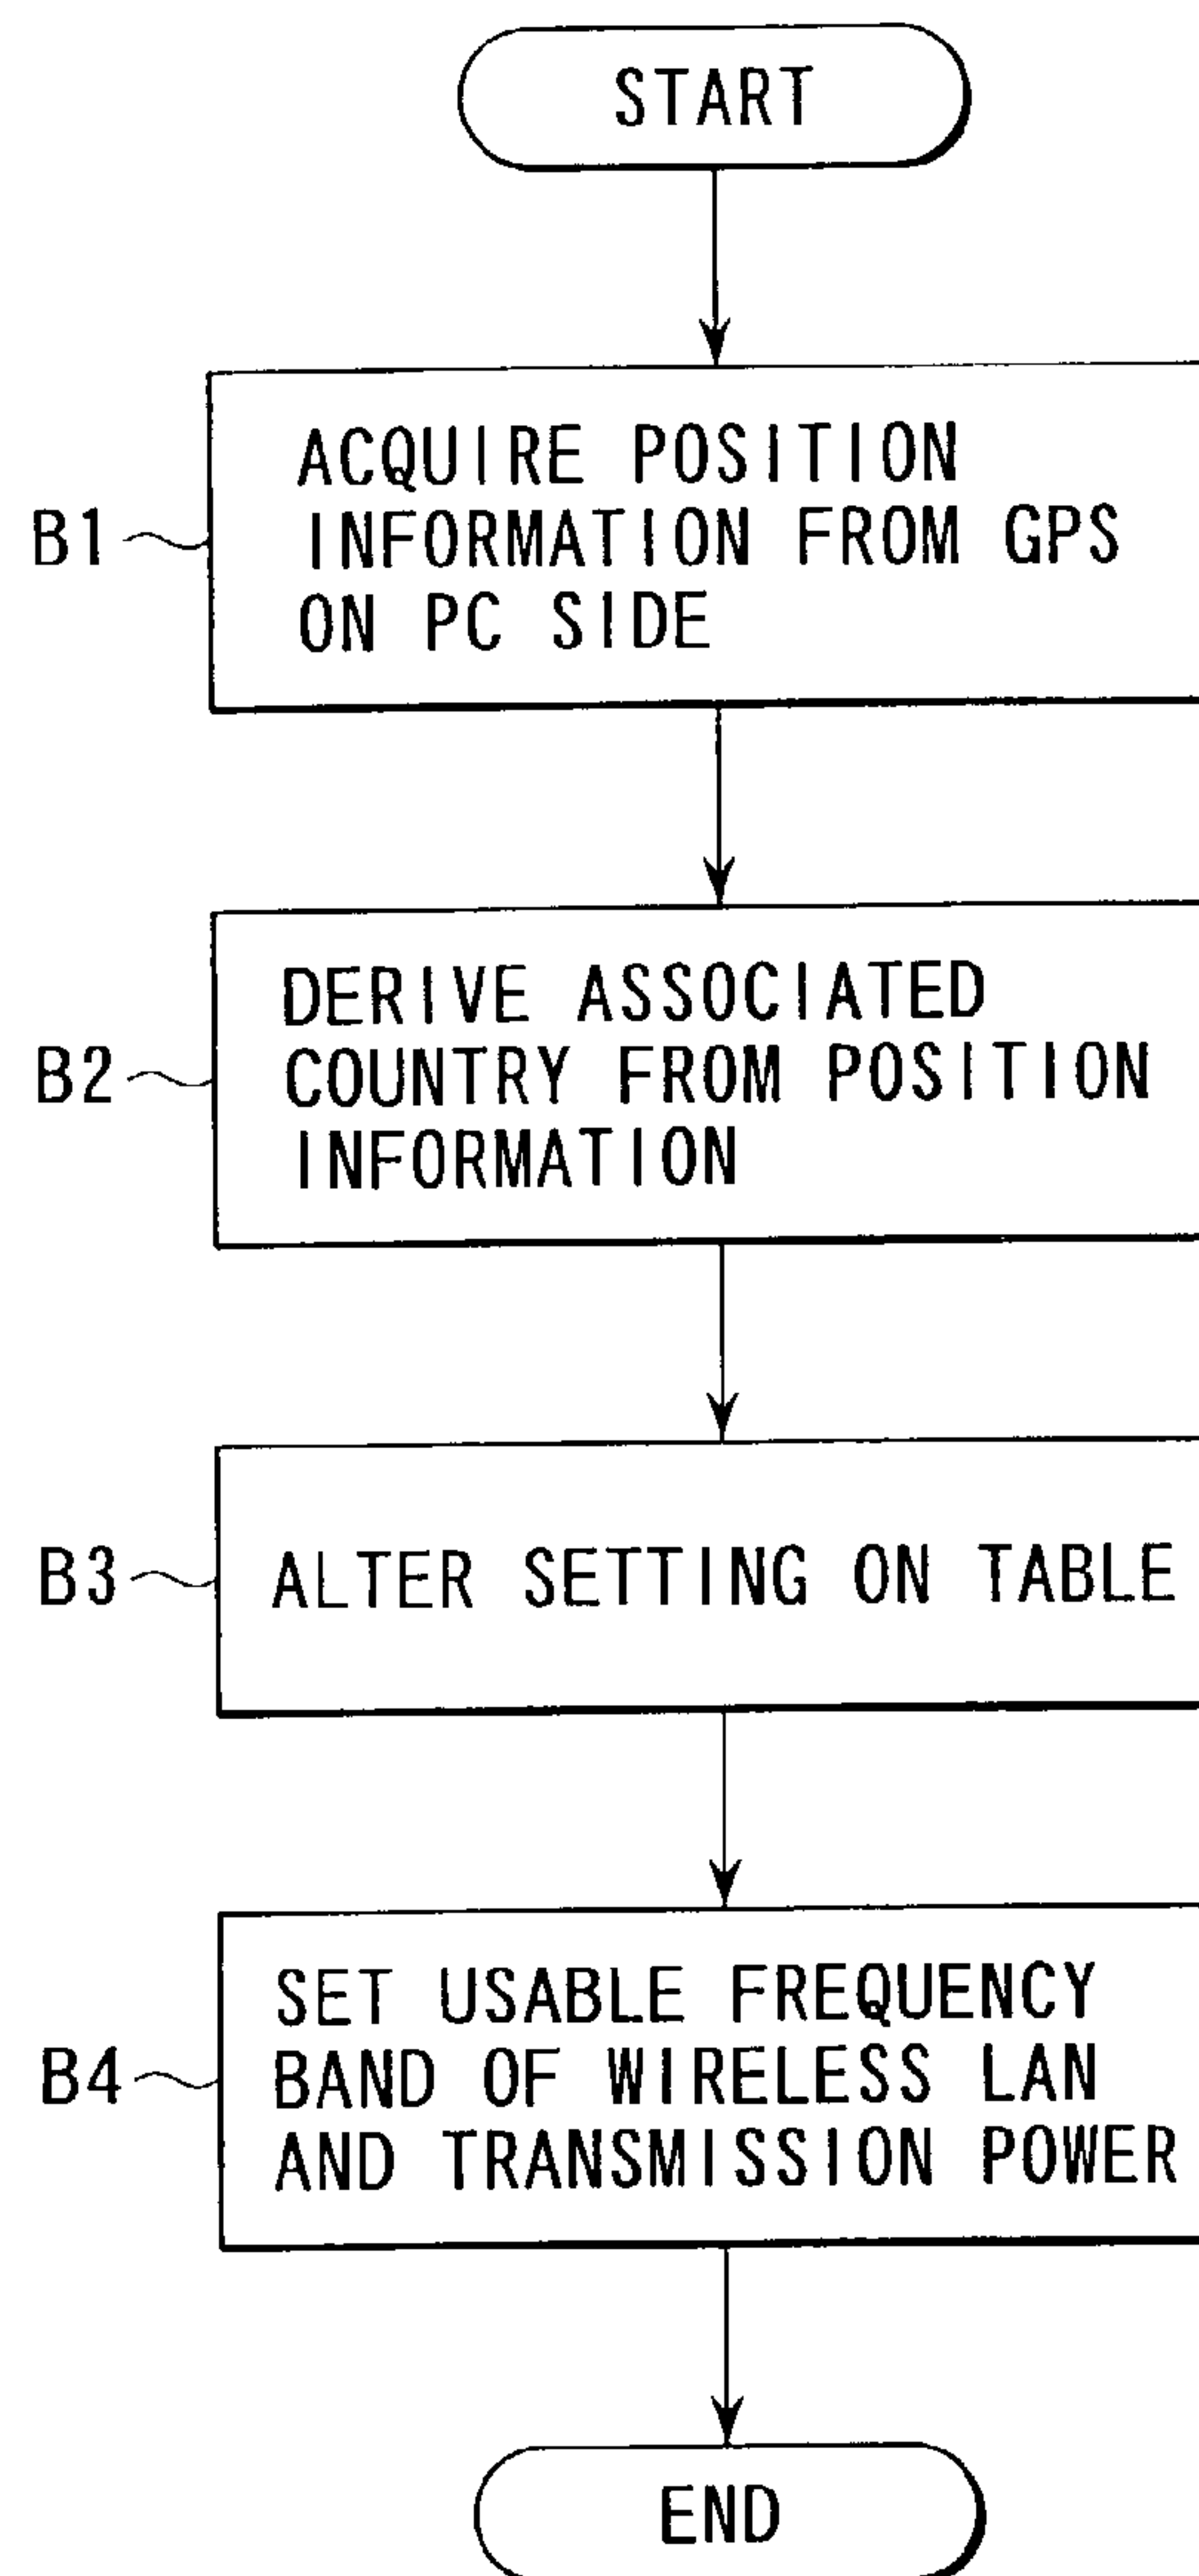 START
B1
ACQUIRE POSITION
INFORMATION FROM GPS
ON PC SIDE
B2
DERIVE ASSOCIATED
COUNTRY FROM POSITION
INFORMATION
B3
ALTER SETTING ON TABLE
B4
SET USABLE FREQUENCY
BAND OF WIRELESS LAN
AND TRANSMISSION POWER
END